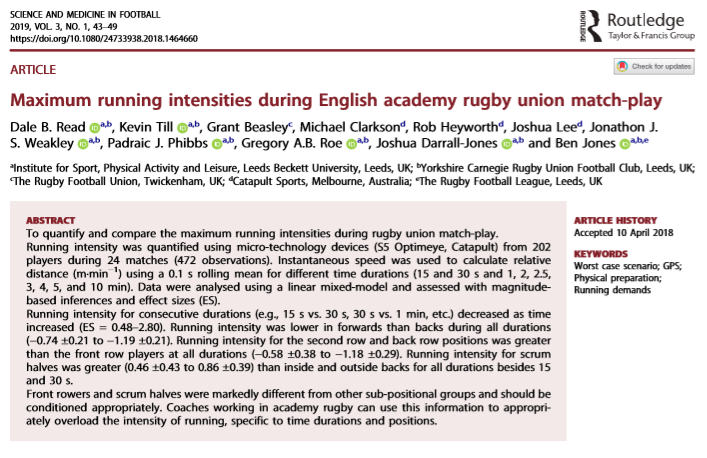 SCIENCE AND MEDICINE IN FOOTBALL
2019, VOL. 3, NO. 1, 43–49
https://doi.org/10.1080/24733938.2018.1464660
ROUTLEDGE
Routledge
Taylor & Francis Group
ARTICLE
Check for updates
Maximum running intensities during English academy rugby union match-play
Dale B. Read a,b, Kevin Till a,b, Grant Beasleyc, Michael Clarksond, Rob Heyworthd, Joshua Leed, Jonathon J.
S. Weakley a,b, Padraic J. Phibbs a,b, Gregory A.B. Roe a,b, Joshua Darrall-Jones a,b and Ben Jones a,b,e
aInstitute for Sport, Physical Activity and Leisure, Leeds Beckett University, Leeds, UK; bYorkshire Carnegie Rugby Union Football Club, Leeds, UK;
cThe Rugby Football Union, Twickenham, UK; dCatapult Sports, Melbourne, Australia; eThe Rugby Football League, Leeds, UK
ABSTRACT
To quantify and compare the maximum running intensities during rugby union match-play.
Running intensity was quantified using micro-technology devices (S5 Optimeye, Catapult) from 202
players during 24 matches (472 observations). Instantaneous speed was used to calculate relative
distance (m·min−1) using a 0.1 s rolling mean for different time durations (15 and 30 s and 1, 2, 2.5,
3, 4, 5, and 10 min). Data were analysed using a linear mixed-model and assessed with magnitude-
based inferences and effect sizes (ES).
Running intensity for consecutive durations (e.g., 15 s vs. 30 s, 30 s vs. 1 min, etc.) decreased as time
increased (ES = 0.48–2.80). Running intensity was lower in forwards than backs during all durations
(−0.74 ±0.21 to −1.19 ±0.21). Running intensity for the second row and back row positions was greater
than the front row players at all durations (−0.58 ±0.38 to −1.18 ±0.29). Running intensity for scrum
halves was greater (0.46 ±0.43 to 0.86 ±0.39) than inside and outside backs for all durations besides 15
and 30 s.
Front rowers and scrum halves were markedly different from other sub-positional groups and should be
conditioned appropriately. Coaches working in academy rugby can use this information to appropri-
ately overload the intensity of running, specific to time durations and positions.
ARTICLE HISTORY
Accepted 10 April 2018
KEYWORDS
Worst case scenario; GPS;
Physical preparation;
Running demands